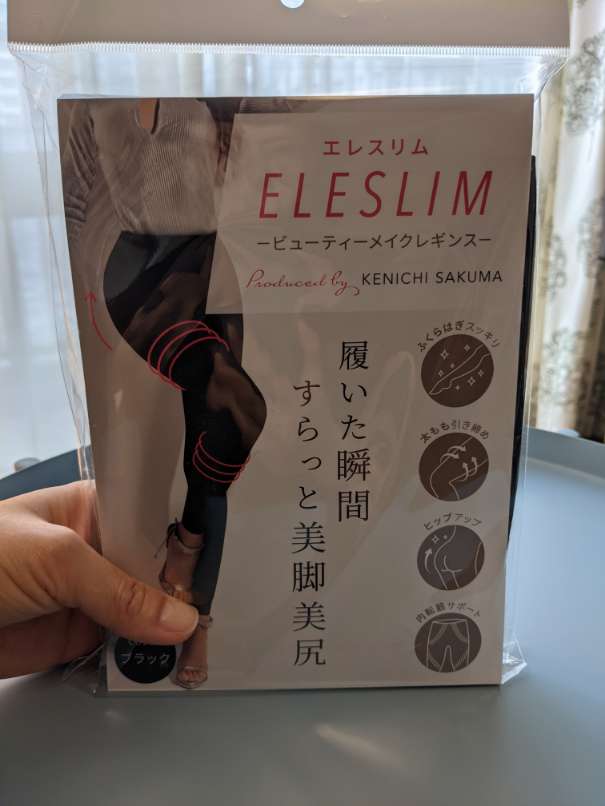 エレスリム
ELESLIM
ービューティーメイクレギンスー
Produced by KENICHI SAKUMA
履いた瞬間
すらっと美脚美尻
ふくらはぎスッキリ
太もも引き締め
ヒップアップ
内転筋サポート
ブラック